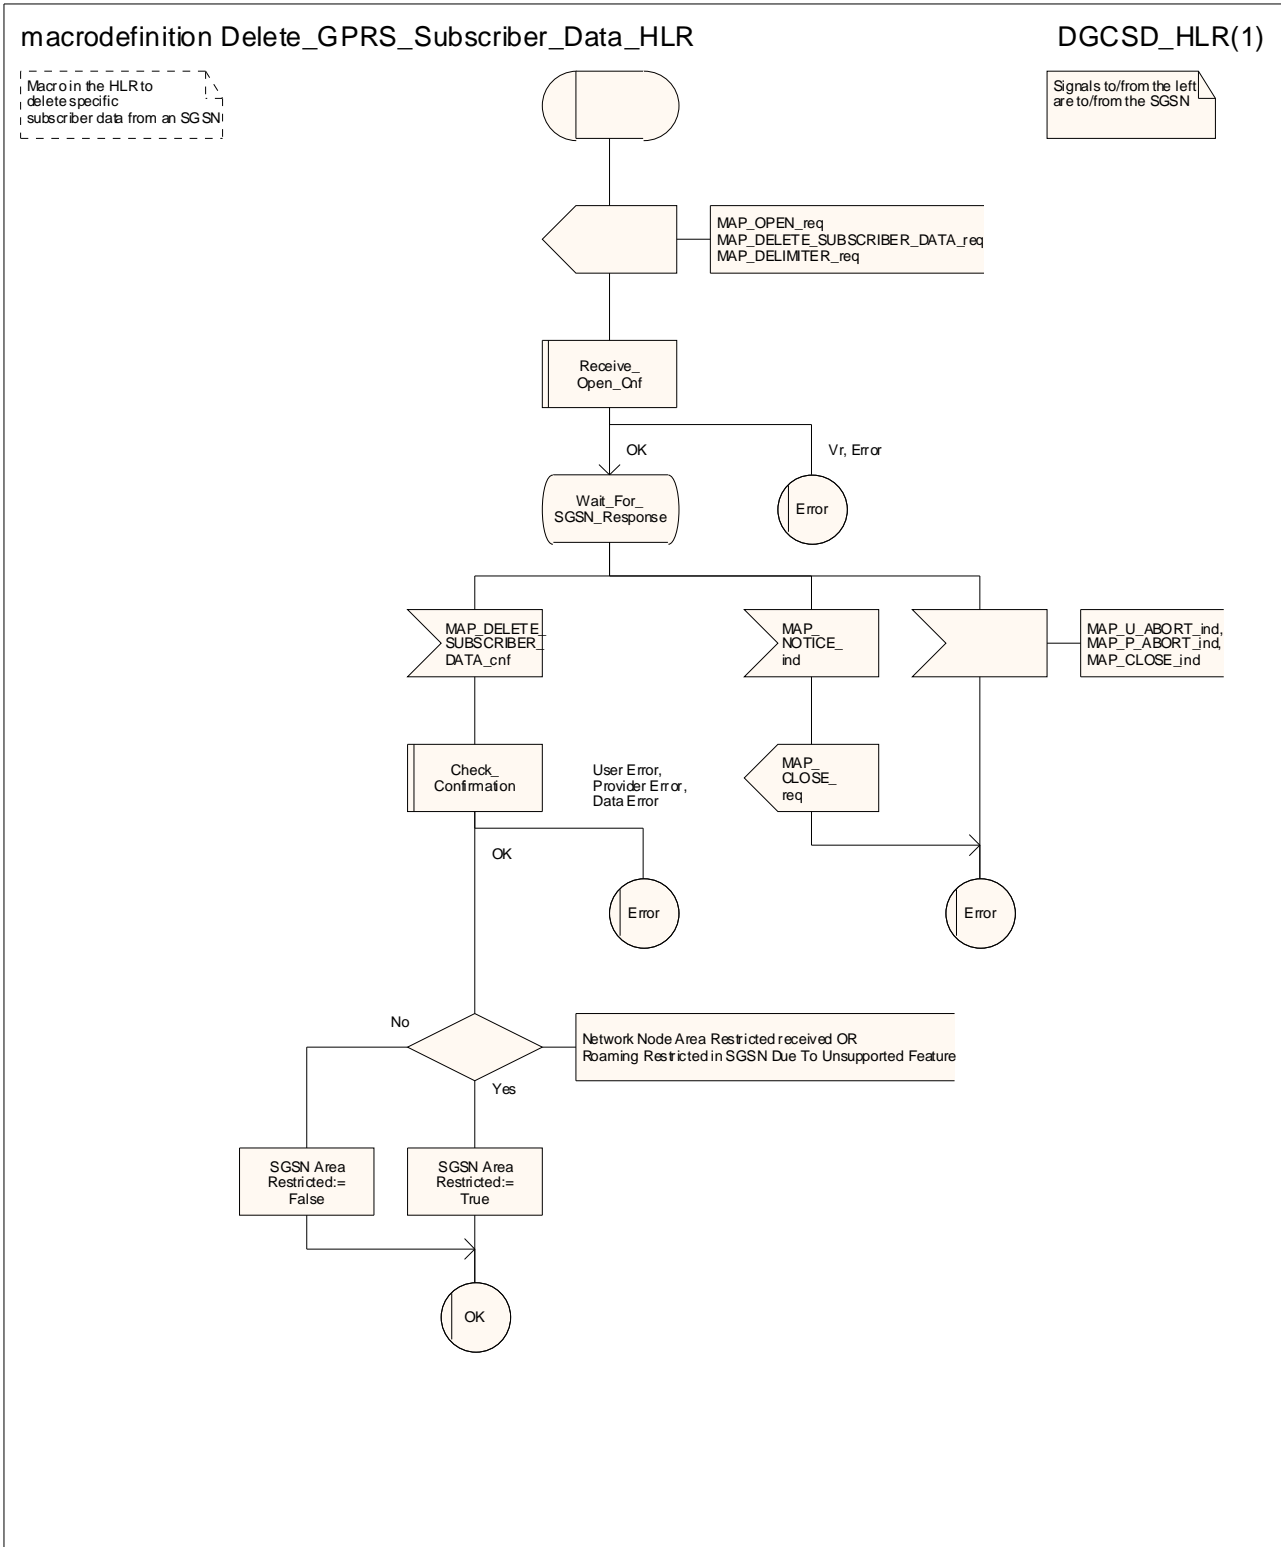 macrodefinition Delete_GPRS_Subscriber_Data_HLR
DGCSD_HLR(1)
Macro in the HLR to
delete specific
subscriber data from an SGSN
Signals to/from the left
are to/from the SGSN
MAP_OPEN_req
MAP_DELETE_SUBSCRIBER_DATA_req
MAP_DELIMITER_req
Receive_
Open_Cnf
OK
Vr, Error
Wait_For_
SGSN_Response
Error
MAP_DELETE_
SUBSCRIBER_
DATA_cnf
MAP_
NOTICE_
ind
MAP_U_ABORT_ind,
MAP_P_ABORT_ind,
MAP_CLOSE_ind
Check_
Confirmation
User Error,
Provider Error,
Data Error
MAP_
CLOSE_
req
OK
Error
Error
No
Network Node Area Restricted received OR
Roaming Restricted in SGSN Due To Unsupported Feature
Yes
SGSN Area
Restricted:=
False
SGSN Area
Restricted:=
True
OK